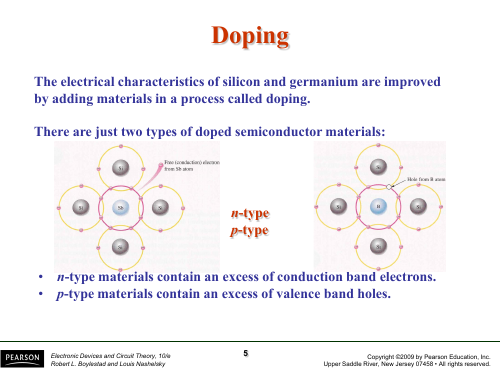 Doping
The electrical characteristics of silicon and germanium are improved
by adding materials in a process called doping.
There are just two types of doped semiconductor materials:
Free (conduction) electron
from Sb atom
Si
Si
Sb
Si
Si
n-type
p-type
Hole from B atom
Si
Si
B
Si
Si
• n-type materials contain an excess of conduction band electrons.
• p-type materials contain an excess of valence band holes.
PEARSON
Electronic Devices and Circuit Theory, 10/e
Robert L. Boylestad and Louis Nashelsky
5
Copyright ©2009 by Pearson Education, Inc.
Upper Saddle River, New Jersey 07458 • All rights reserved.